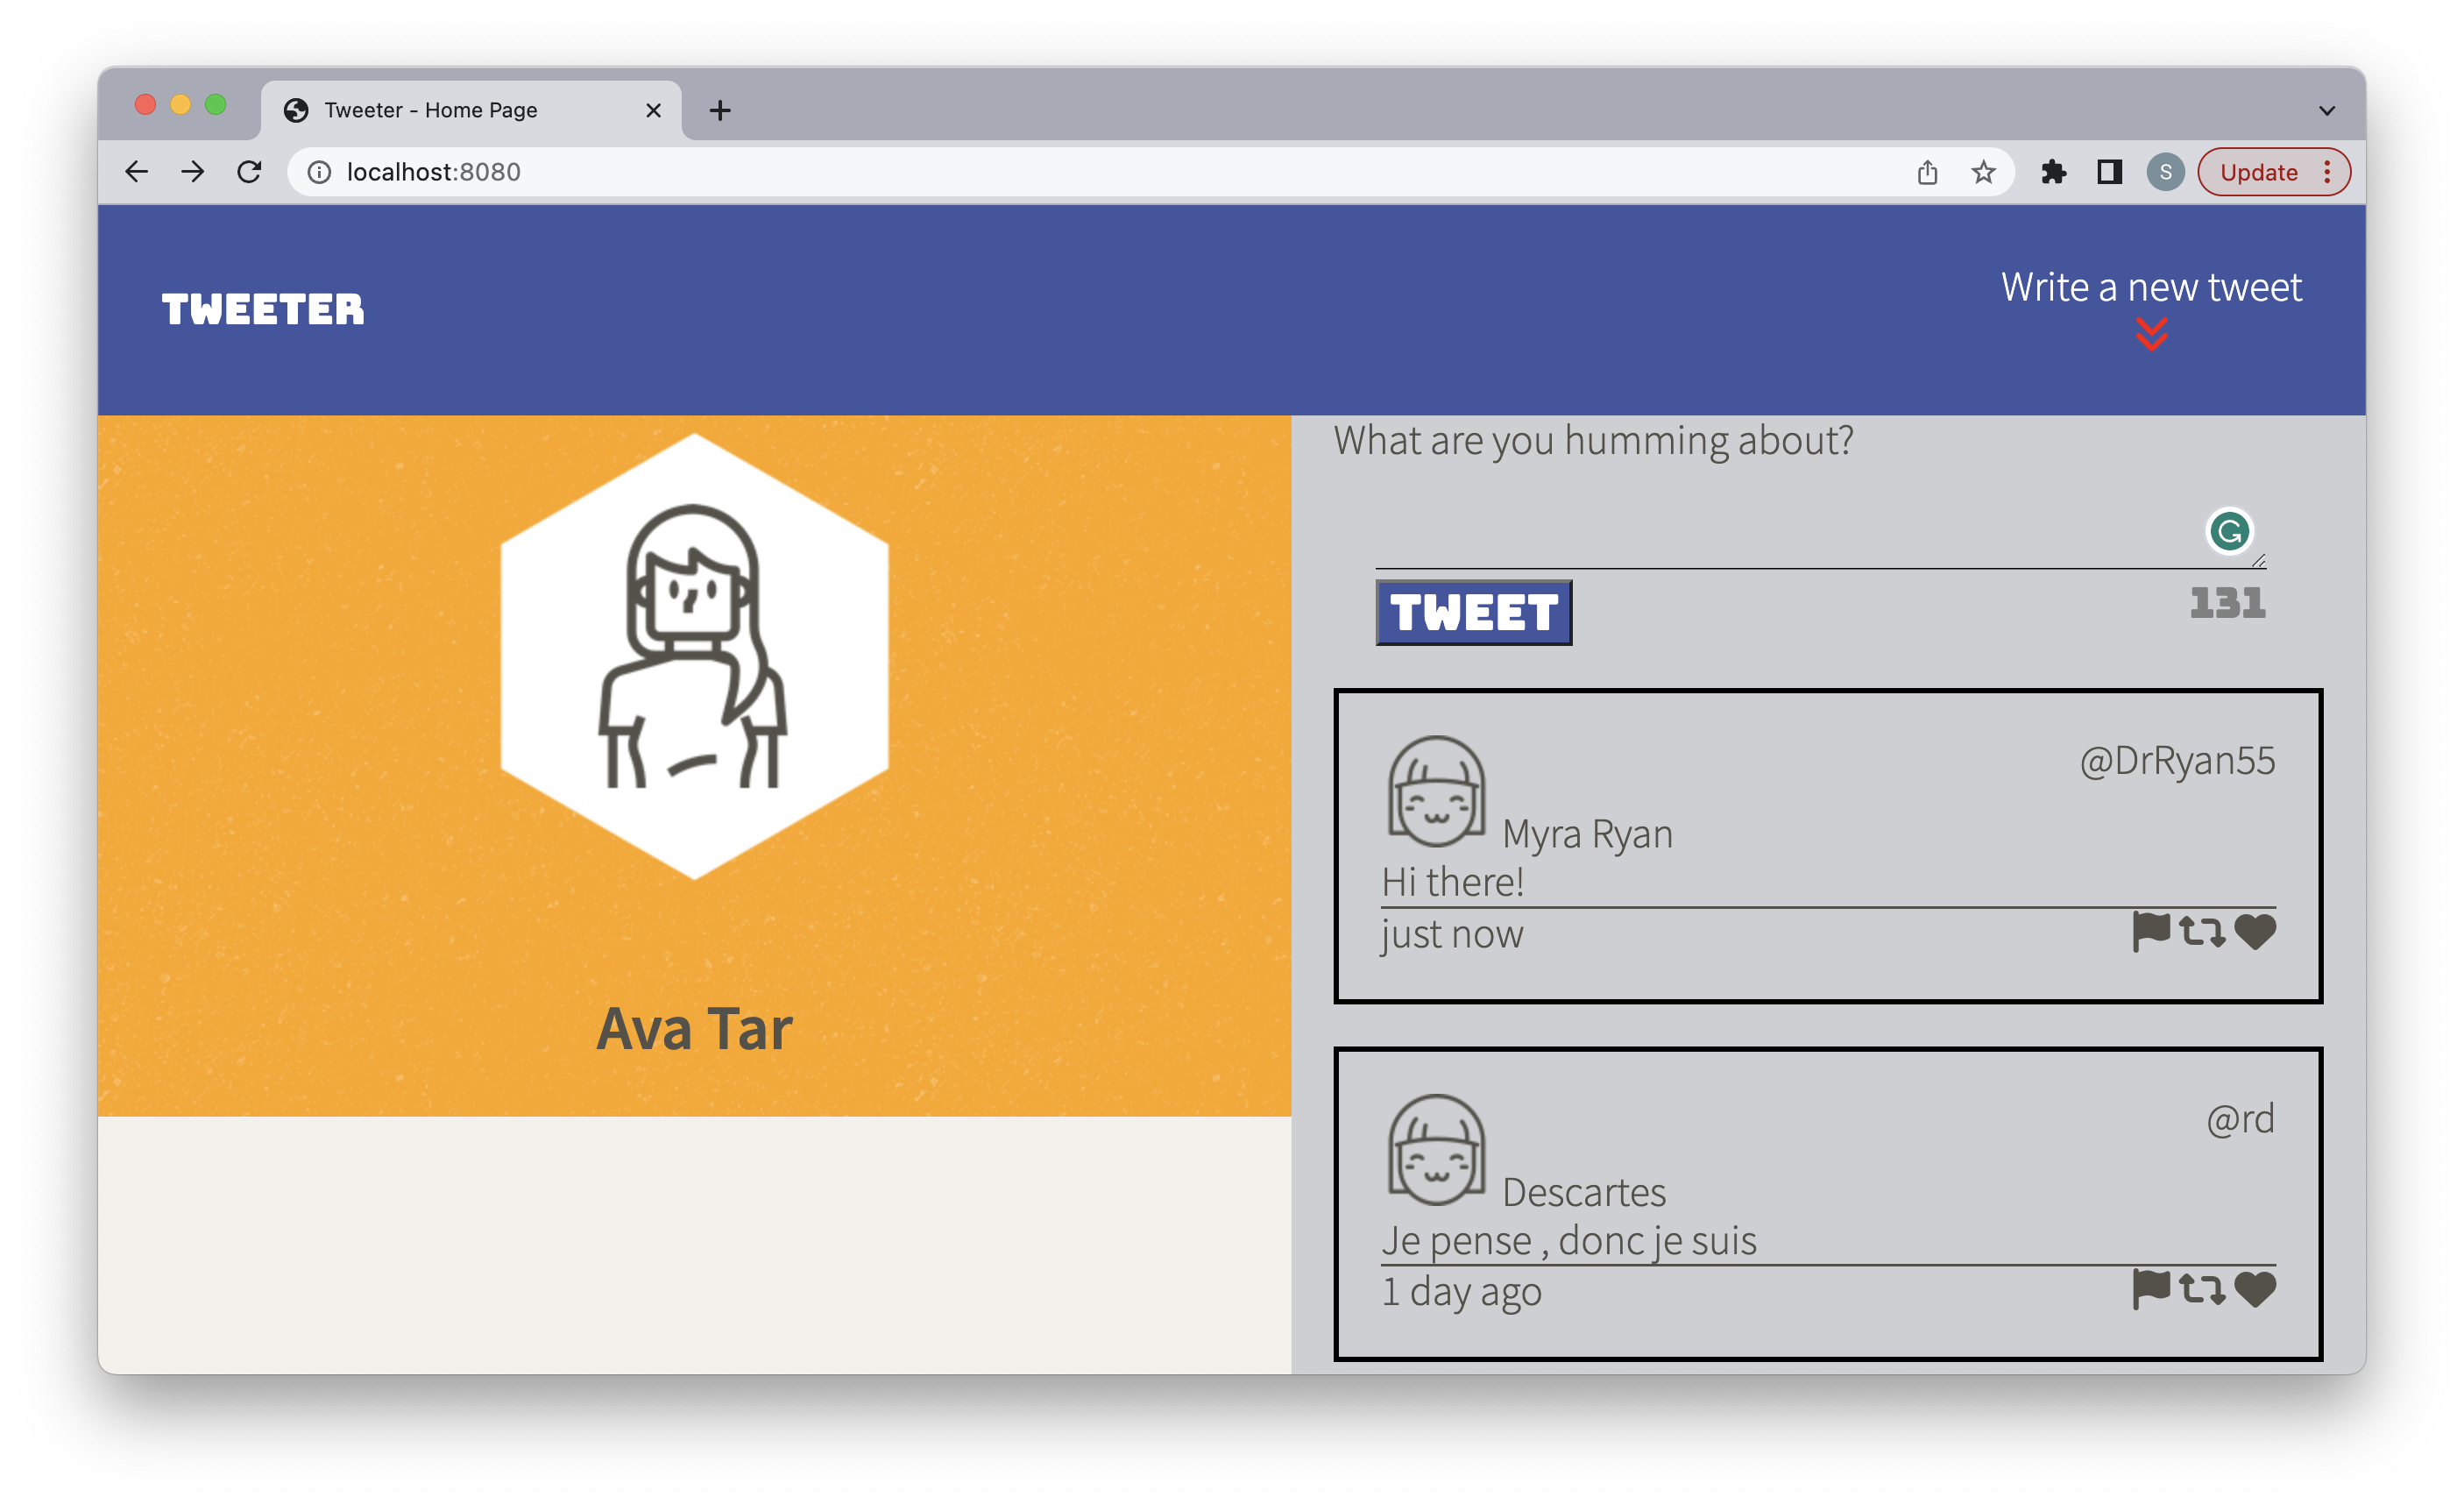 Tweeter - Home Page
localhost:8080
S
Update
TWEETER
Write a new tweet
Ava Tar
What are you humming about?
TWEET
131
@DrRyan55
Myra Ryan
Hi there!
just now
@rd
Descartes
Je pense , donc je suis
1 day ago